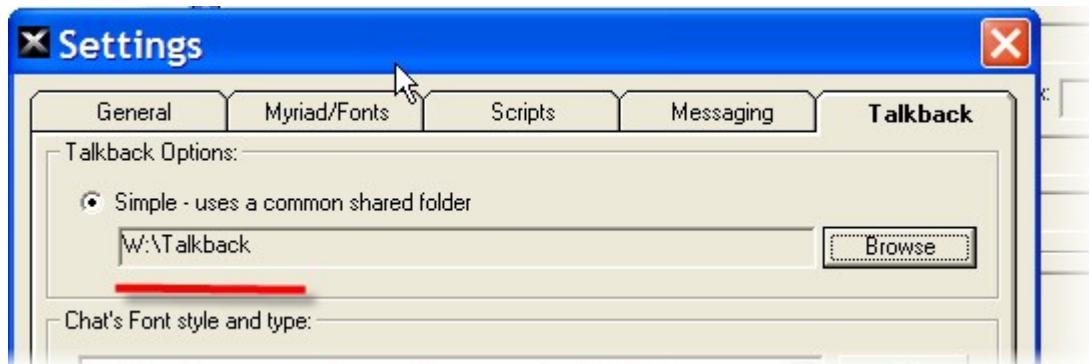 Settings
General Myriad/Fonts Scripts Messaging Talkback
Talkback Options:
Simple - uses a common shared folder
W:\Talkback Browse
Chat's Font style and type: